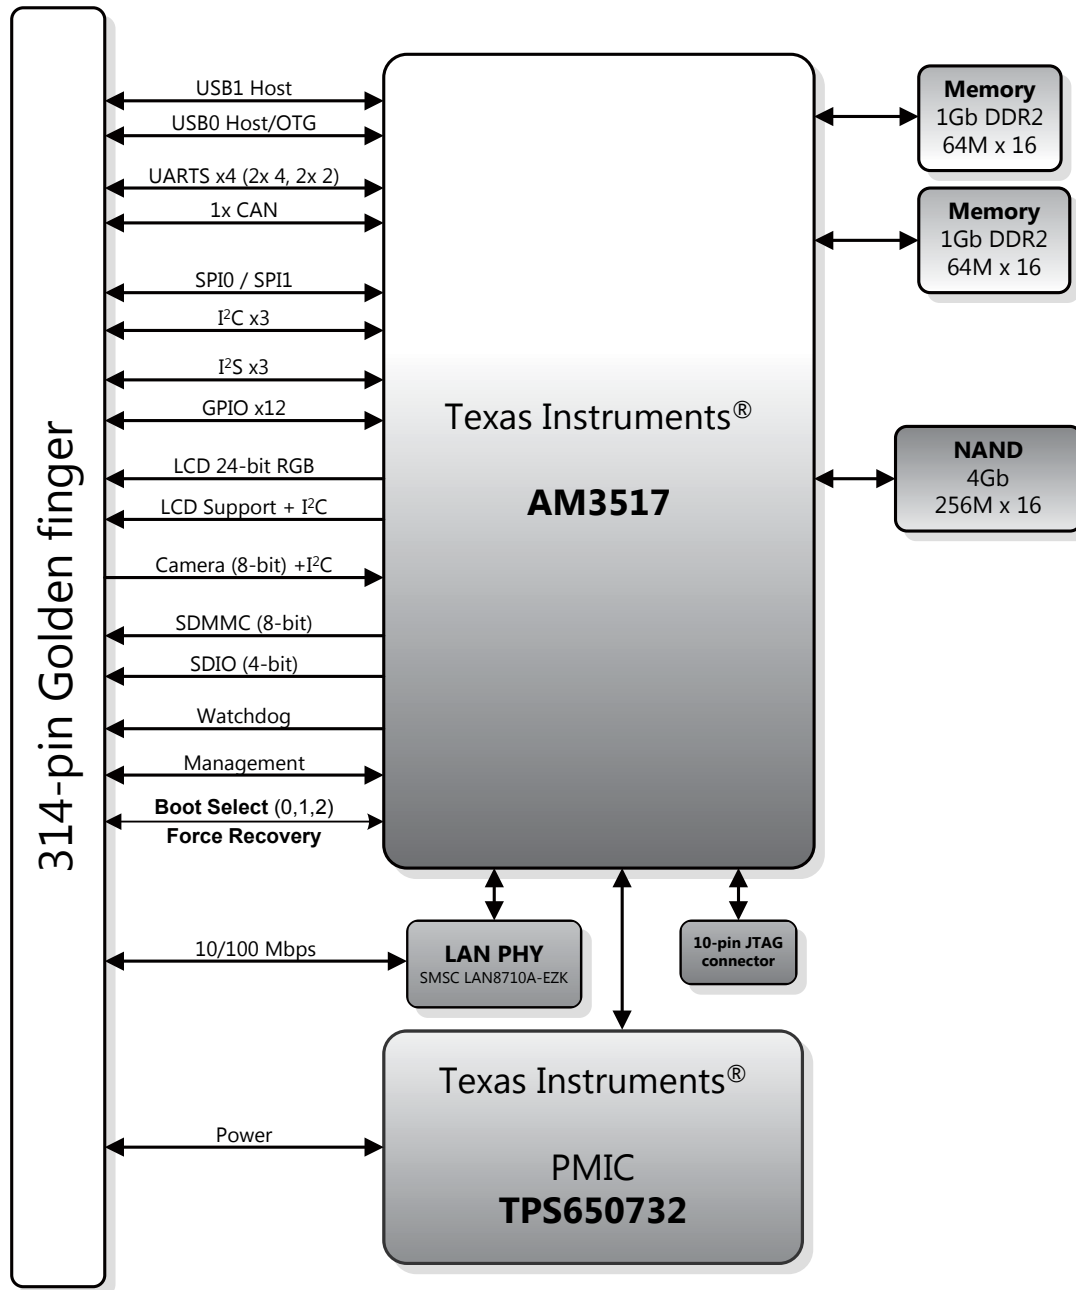 314-pin Golden finger
USB1 Host
USB0 Host/OTG
UARTS x4 (2x 4, 2x 2)
1x CAN
SPI0 / SPI1
I²C x3
I²S x3
GPIO x12
LCD 24-bit RGB
LCD Support + I²C
Camera (8-bit) +I²C
SDMMC (8-bit)
SDIO (4-bit)
Watchdog
Management
Boot Select (0,1,2)
Force Recovery
10/100 Mbps
Power
Texas Instruments®
AM3517
Memory
1Gb DDR2
64M x 16
Memory
1Gb DDR2
64M x 16
NAND
4Gb
256M x 16
LAN PHY
SMSC LAN8710A-EZK
10-pin JTAG
connector
Texas Instruments®
PMIC
TPS650732